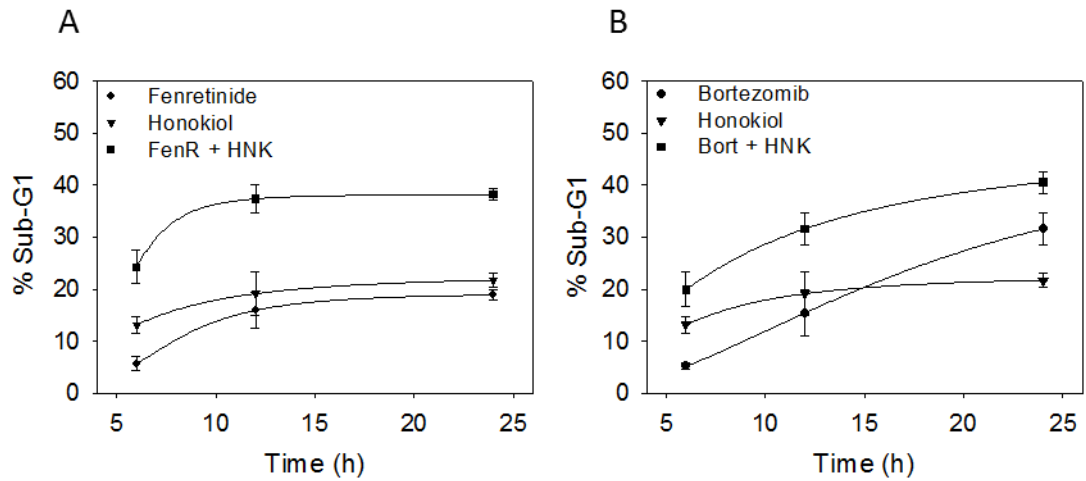 A
% Sub-G1
60
50
40
30
20
10
0
Fenretinide
Honokiol
FenR + HNK
5
10
15
20
25
Time (h)
B
% Sub-G1
60
50
40
30
20
10
0
Bortezomib
Honokiol
Bort + HNK
5
10
15
20
25
Time (h)